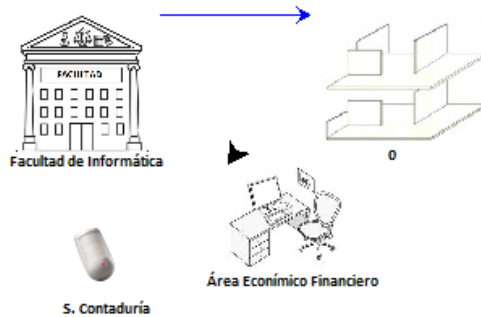 FACULTAD
Facultad de Informática
0
Área Económico Financiero
S. Contaduría